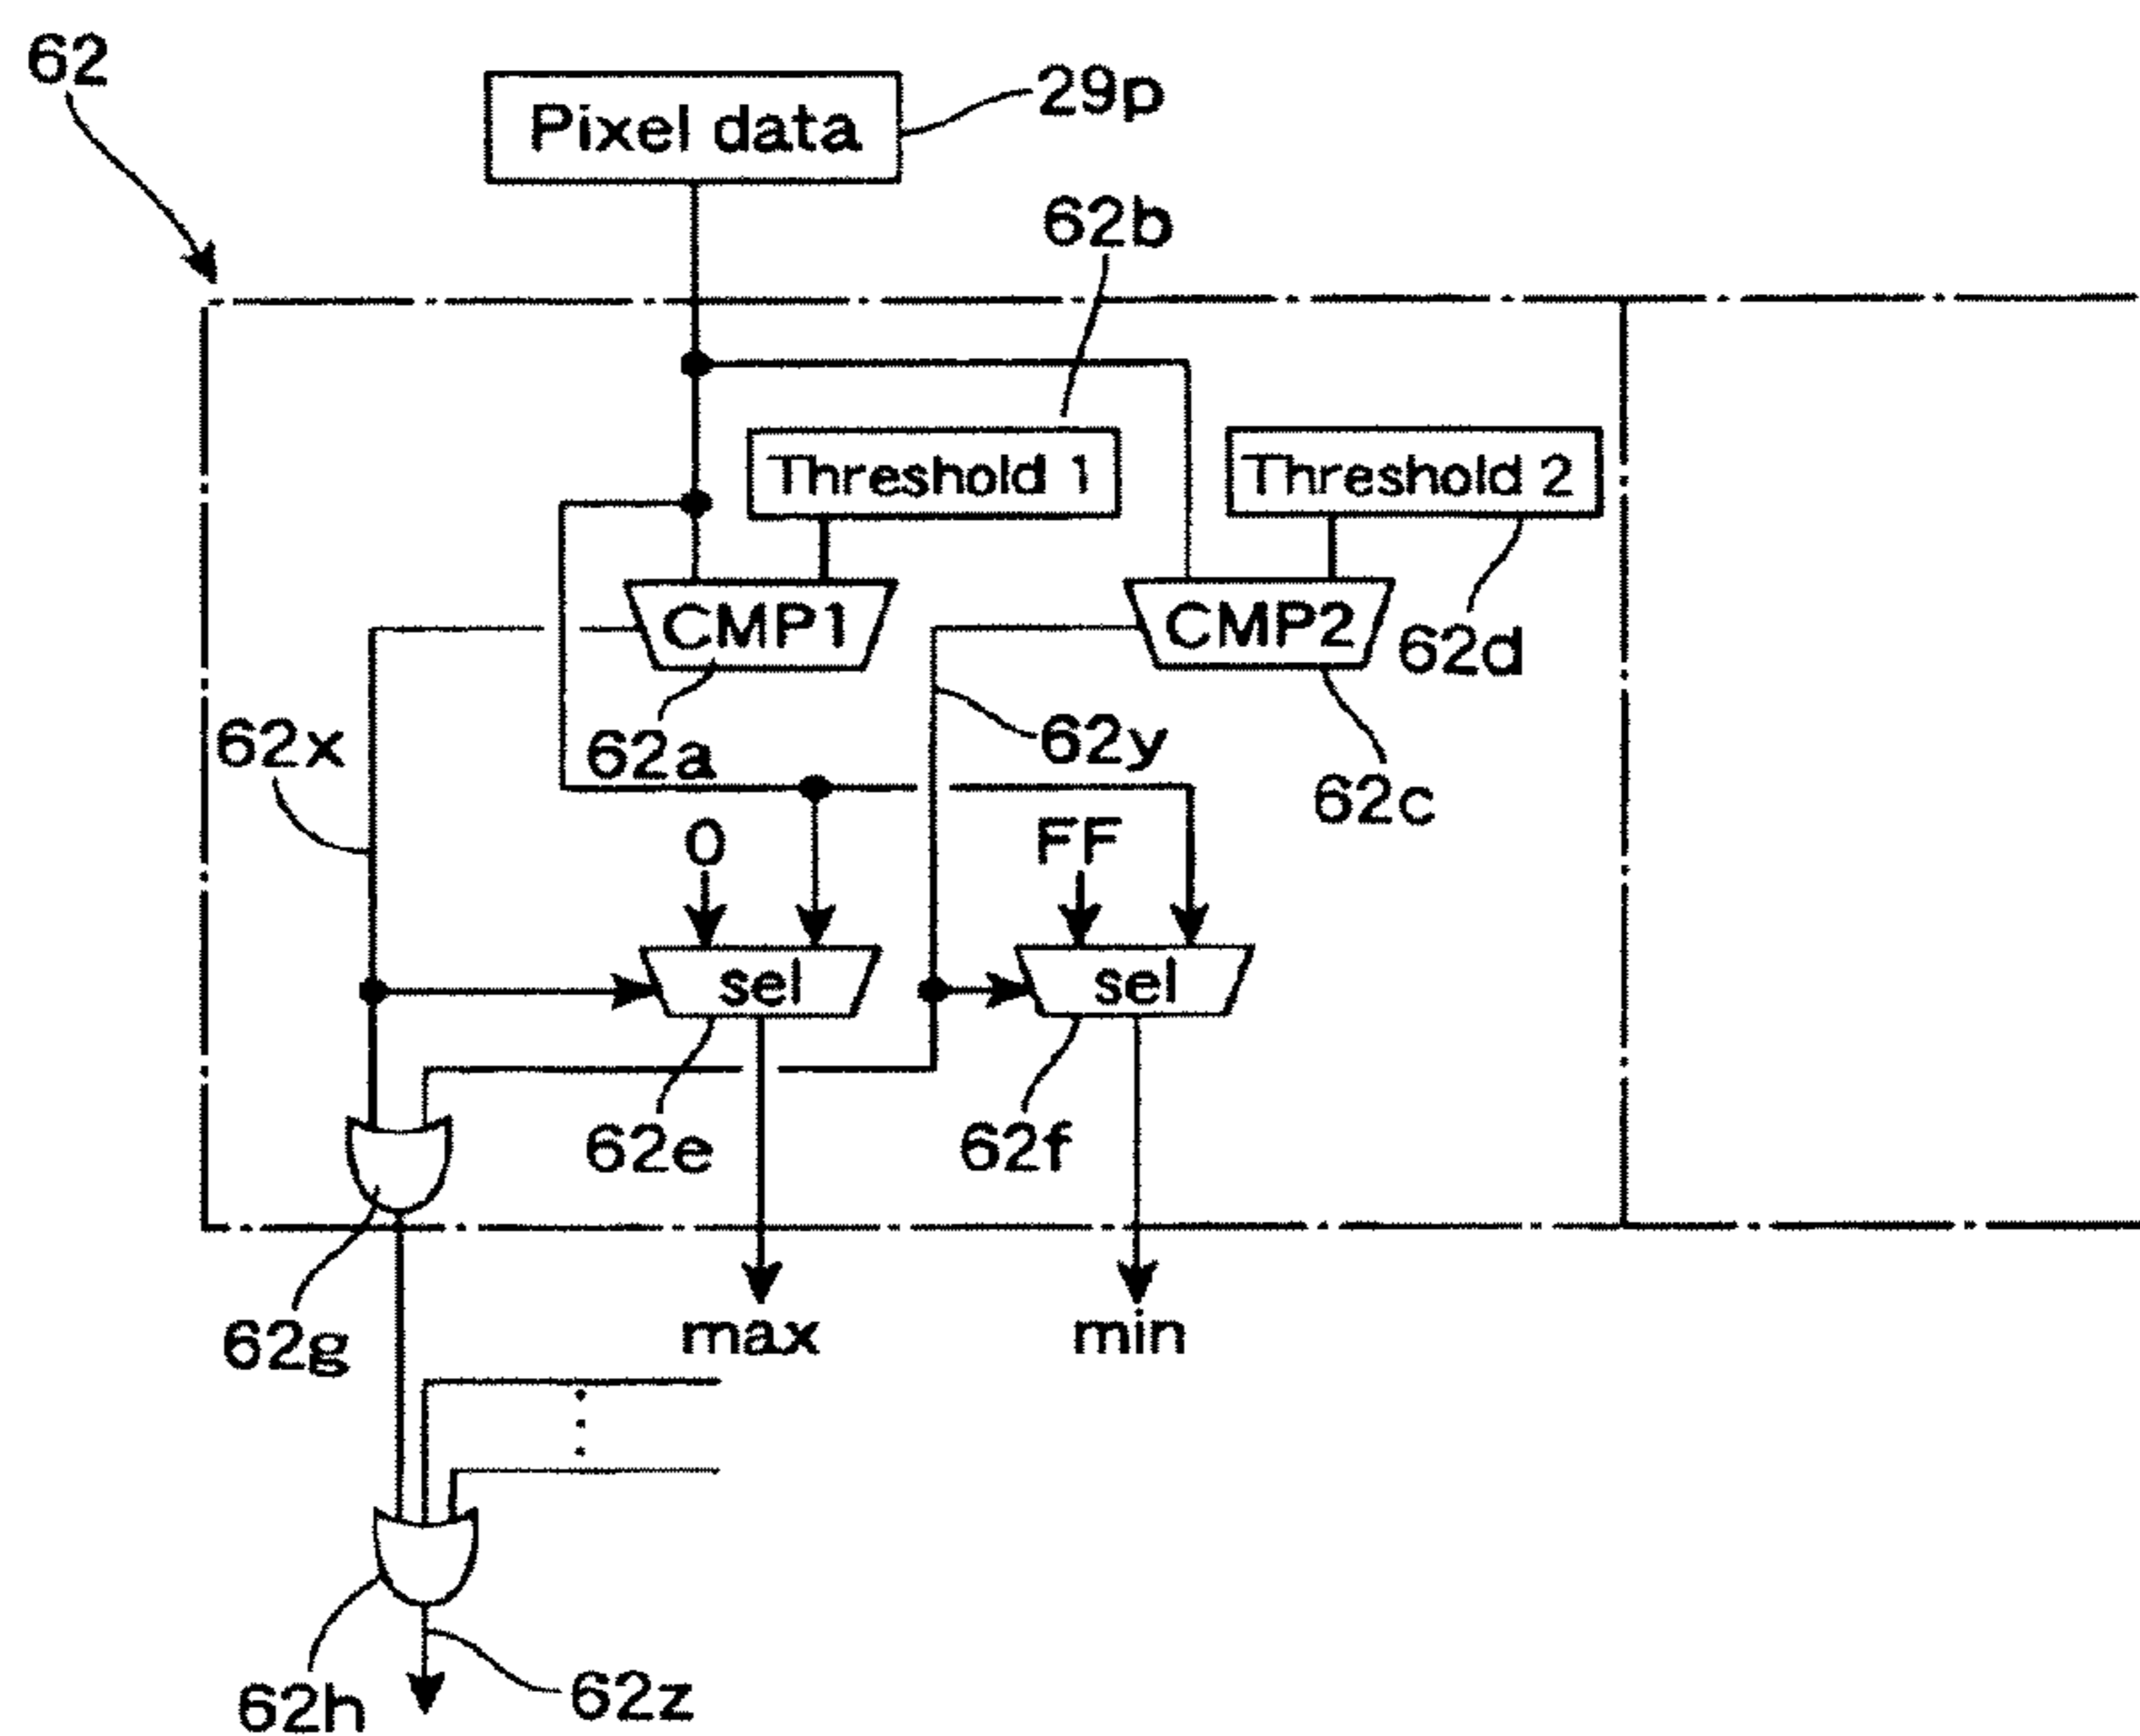 62
Pixel data
29p
62b
Threshold 1
Threshold 2
CMP1
CMP2
62d
62x
62a
62y
62c
0
FF
sel
sel
62e
62f
62g
max
min
62h
62z